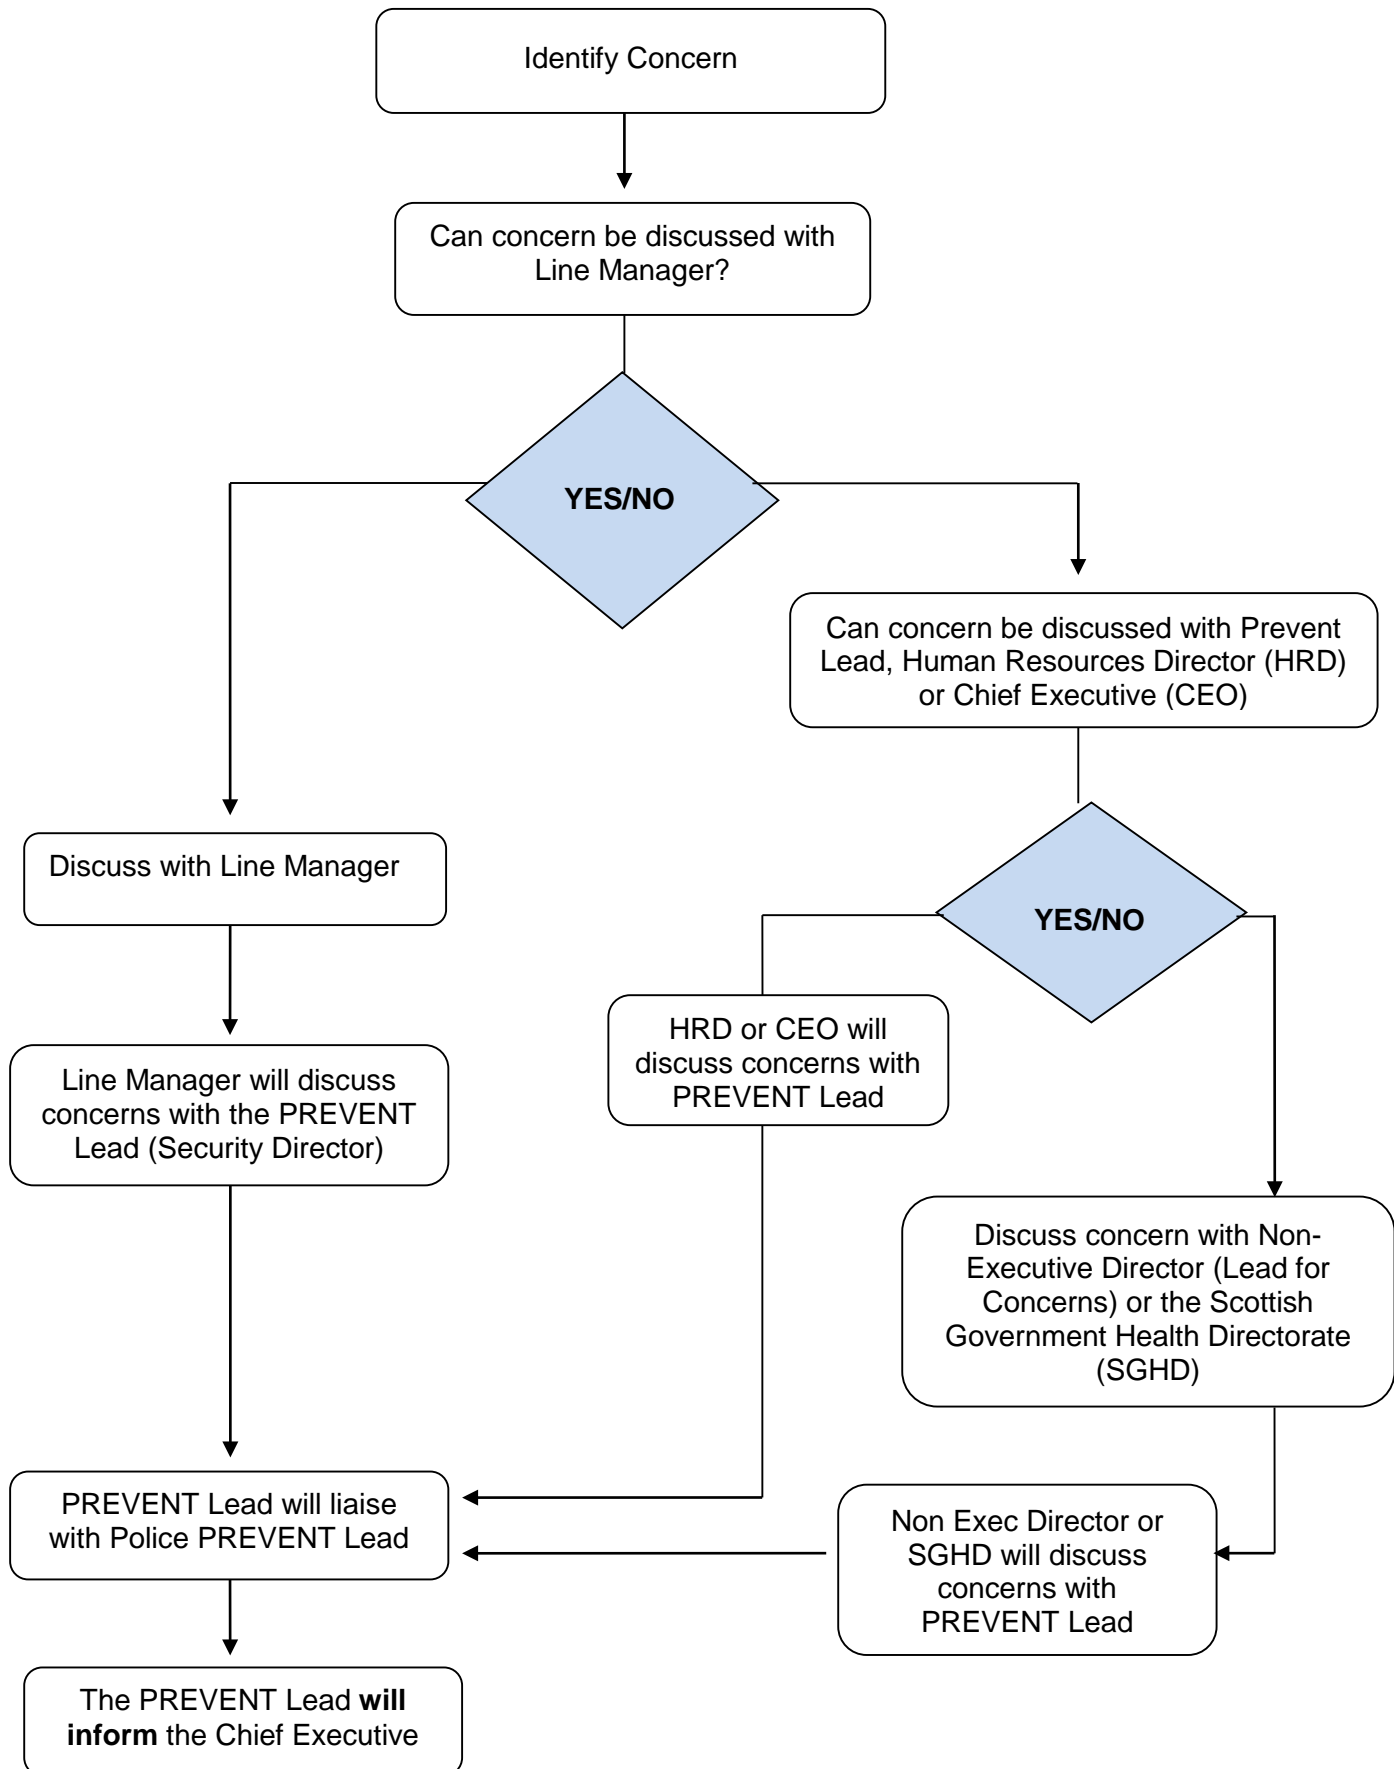 Identify Concern
Can concern be discussed with
Line Manager?
YES/NO
Can concern be discussed with Prevent
Lead, Human Resources Director (HRD)
or Chief Executive (CEO)
Discuss with Line Manager
YES/NO
HRD or CEO will
discuss concerns with
PREVENT Lead
Line Manager will discuss
concerns with the PREVENT
Lead (Security Director)
Discuss concern with Non-
Executive Director (Lead for
Concerns) or the Scottish
Government Health Directorate
(SGHD)
PREVENT Lead will liaise
with Police PREVENT Lead
Non Exec Director or
SGHD will discuss
concerns with
PREVENT Lead
The PREVENT Lead will
inform the Chief Executive